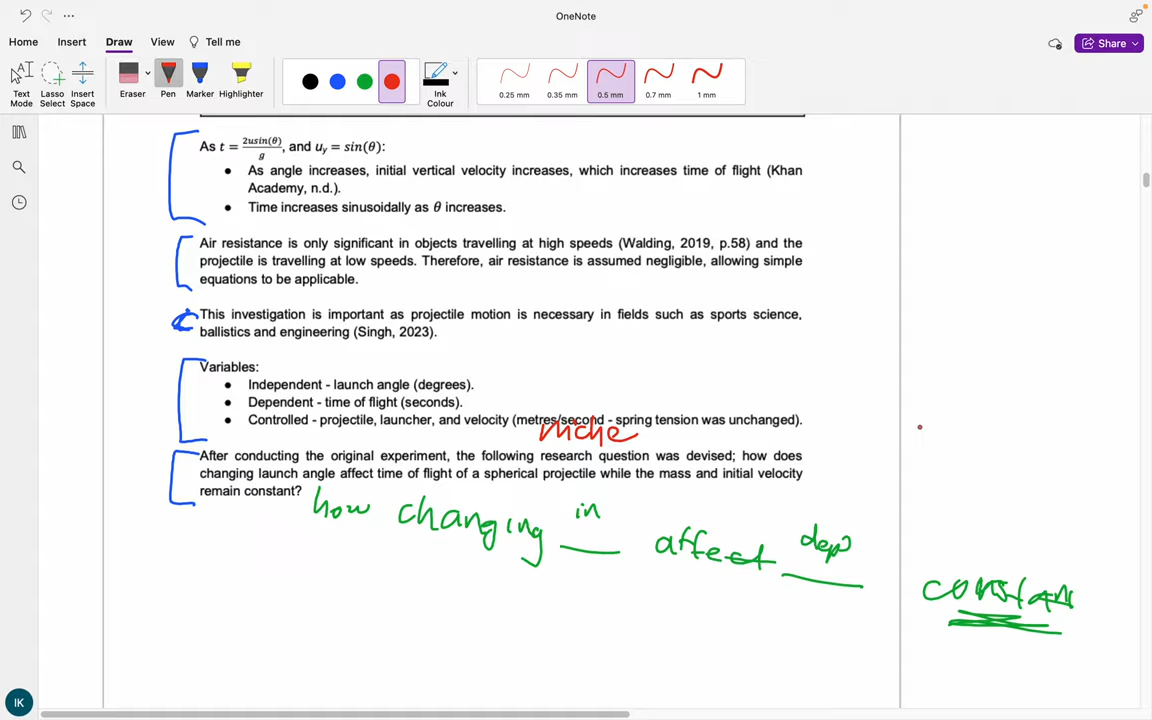 OneNote
Home Insert Draw View Tell me
Share
Text Mode
Lasso Select
Insert Space
Eraser
Pen
Marker
Highlighter
Ink Colour
0.25 mm
0.35 mm
0.5 mm
0.7 mm
1 mm
As t = 2usin(θ)/g, and u_y = sin(θ):
• As angle increases, initial vertical velocity increases, which increases time of flight (Khan
Academy, n.d.).
• Time increases sinusoidally as θ increases.
Air resistance is only significant in objects travelling at high speeds (Walding, 2019, p.58) and the
projectile is travelling at low speeds. Therefore, air resistance is assumed negligible, allowing simple
equations to be applicable.
This investigation is important as projectile motion is necessary in fields such as sports science,
ballistics and engineering (Singh, 2023).
Variables:
• Independent - launch angle (degrees).
• Dependent - time of flight (seconds).
• Controlled - projectile, launcher, and velocity (metres/second - spring tension was unchanged).
niche
After conducting the original experiment, the following research question was devised; how does
changing launch angle affect time of flight of a spherical projectile while the mass and initial velocity
remain constant?
how changing in affect dep
constant
IK